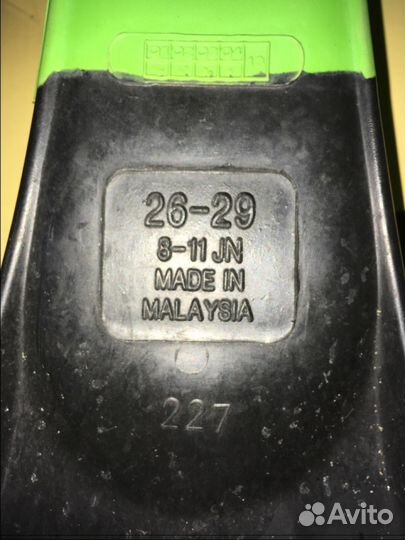 26-29
8-11 JN
MADE IN
MALAYSIA
227
Avito